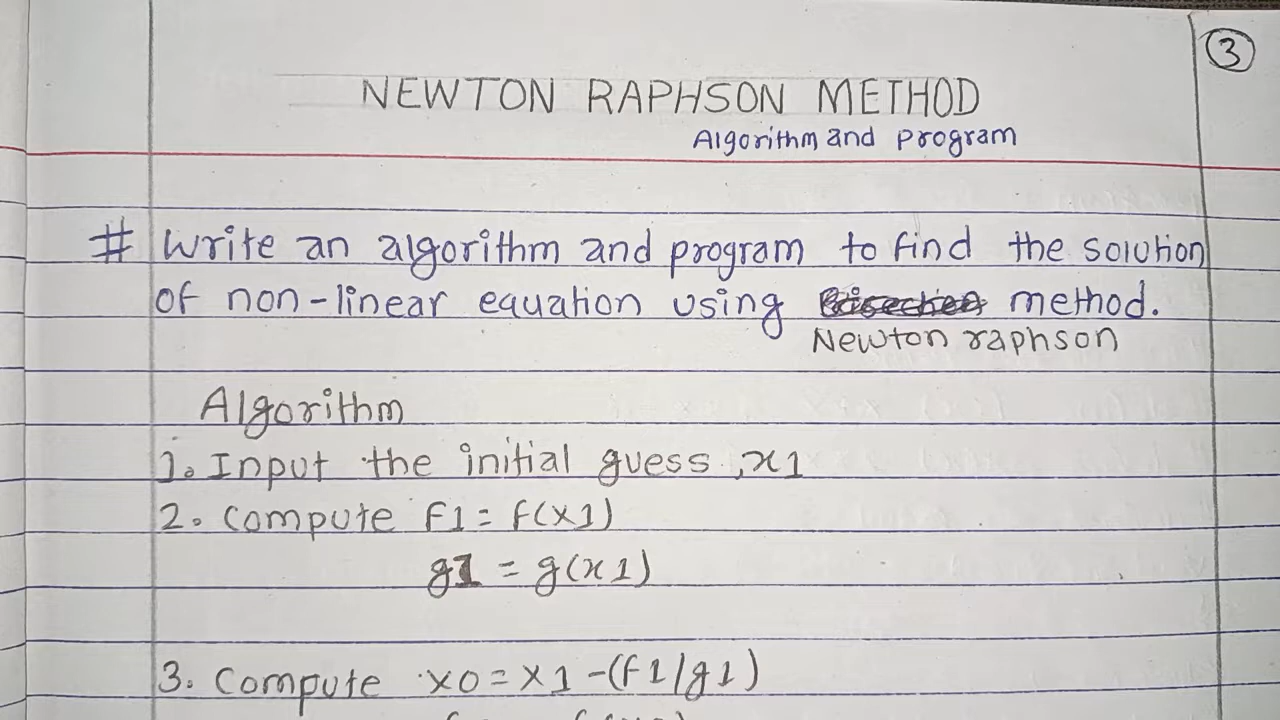 3
NEWTON RAPHSON METHOD
Algorithm and program
# Write an algorithm and program to find the solution
of non-linear equation using method.
Newton raphson
Algorithm
1. Input the initial guess, x1
2. Compute f1 = f(x1)
g1 = g(x1)
3. Compute x0 = x1 -(f1/g1)